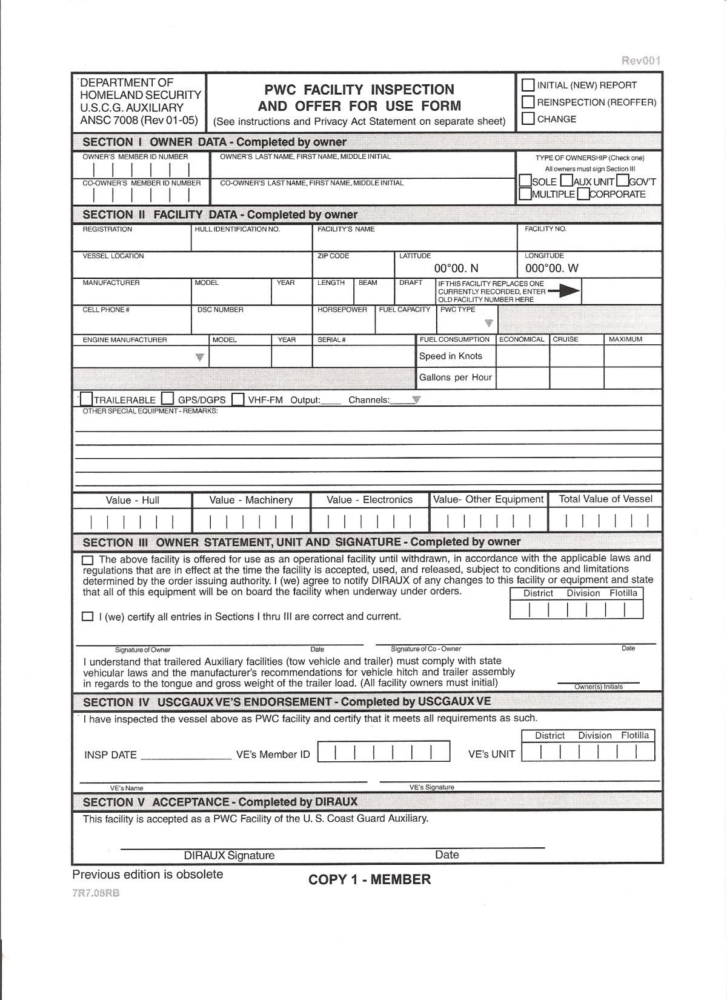 Rev001
DEPARTMENT OF
HOMELAND SECURITY
U.S.C.G. AUXILIARY
ANSC 7008 (Rev 01-05)
PWC FACILITY INSPECTION
AND OFFER FOR USE FORM
(See instructions and Privacy Act Statement on separate sheet)
INITIAL (NEW) REPORT
REINSPECTION (REOFFER)
CHANGE
SECTION I OWNER DATA - Completed by owner
OWNER'S MEMBER ID NUMBER
OWNER'S LAST NAME, FIRST NAME, MIDDLE INITIAL
CO-OWNER'S MEMBER ID NUMBER
CO-OWNER'S LAST NAME, FIRST NAME, MIDDLE INITIAL
TYPE OF OWNERSHIP (Check one)
All owners must sign Section III
SOLE AUX UNIT GOV'T
MULTIPLE CORPORATE
SECTION II FACILITY DATA - Completed by owner
REGISTRATION HULL IDENTIFICATION NO. FACILITY'S NAME FACILITY NO.
VESSEL LOCATION ZIP CODE LATITUDE LONGITUDE
00°00. N 000°00. W
MANUFACTURER MODEL YEAR LENGTH BEAM DRAFT
IF THIS FACILITY REPLACES ONE
CURRENTLY RECORDED, ENTER
OLD FACILITY NUMBER HERE
CELL PHONE # DSC NUMBER HORSEPOWER FUEL CAPACITY PWC TYPE
ENGINE MANUFACTURER MODEL YEAR SERIAL # FUEL CONSUMPTION ECONOMICAL CRUISE MAXIMUM
Speed in Knots
Gallons per Hour
TRAILERABLE GPS/DGPS VHF-FM Output:____ Channels:_____
OTHER SPECIAL EQUIPMENT - REMARKS:
Value - Hull Value - Machinery Value - Electronics Value- Other Equipment Total Value of Vessel
SECTION III OWNER STATEMENT, UNIT AND SIGNATURE - Completed by owner
The above facility is offered for use as an operational facility until withdrawn, in accordance with the applicable laws and
regulations that are in effect at the time the facility is accepted, used, and released, subject to conditions and limitations
determined by the order issuing authority. I (we) agree to notify DIRAUX of any changes to this facility or equipment and state
that all of this equipment will be on board the facility when underway under orders.
District Division Flotilla
I (we) certify all entries in Sections I thru III are correct and current.
Signature of Owner Date Signature of Co - Owner Date
I understand that trailered Auxiliary facilities (tow vehicle and trailer) must comply with state
vehicular laws and the manufacturer's recommendations for vehicle hitch and trailer assembly
in regards to the tongue and gross weight of the trailer load. (All facility owners must initial)
Owner(s) Initials
SECTION IV USCGAUX VE'S ENDORSEMENT - Completed by USCGAUX VE
I have inspected the vessel above as PWC facility and certify that it meets all requirements as such.
District Division Flotilla
INSP DATE ______________ VE's Member ID VE's UNIT
VE's Name VE's Signature
SECTION V ACCEPTANCE - Completed by DIRAUX
This facility is accepted as a PWC Facility of the U. S. Coast Guard Auxiliary.
DIRAUX Signature Date
Previous edition is obsolete
COPY 1 - MEMBER
7R7.08RB